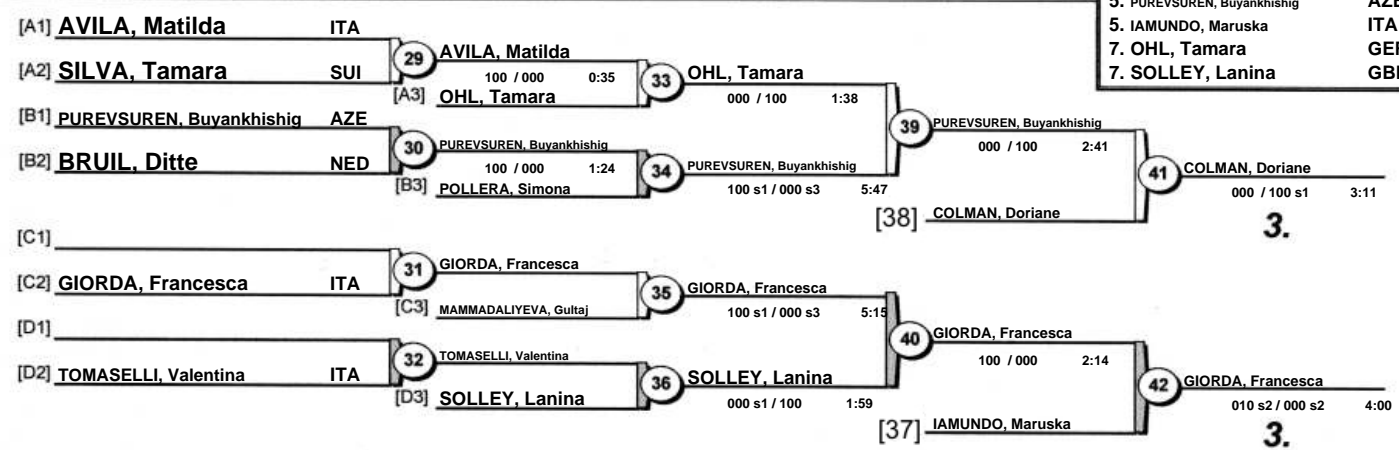 5. PUREVSUREN, Buyankhishig AZE
5. IAMUNDO, Maruska ITA
7. OHL, Tamara
7. SOLLEY, Lanina
[A1] AVILA, Matilda ITA
[A2] SILVA, Tamara SUI
29 AVILA, Matilda
100 / 000 0:35
[A3] OHL, Tamara
33 OHL, Tamara
000 / 100 1:38
[B1] PUREVSUREN, Buyankhishig AZE
[B2] BRUIL, Ditte NED
30 PUREVSUREN, Buyankhishig
100 / 000 1:24
[B3] POLLERA, Simona
34 PUREVSUREN, Buyankhishig
100 s1 / 000 s3 5:47
39 PUREVSUREN, Buyankhishig
000 / 100 2:41
[38] COLMAN, Doriane
41 COLMAN, Doriane
000 / 100 s1 3:11
3.
[C1]
[C2] GIORDA, Francesca ITA
31 GIORDA, Francesca
[C3] MAMMADALIYEVA, Gultaj
35 GIORDA, Francesca
100 s1 / 000 s3 5:15
[D1]
[D2] TOMASELLI, Valentina ITA
32 TOMASELLI, Valentina
[D3] SOLLEY, Lanina
36 SOLLEY, Lanina
000 s1 / 100 1:59
40 GIORDA, Francesca
100 / 000 2:14
[37] IAMUNDO, Maruska
42 GIORDA, Francesca
010 s2 / 000 s2 4:00
3.